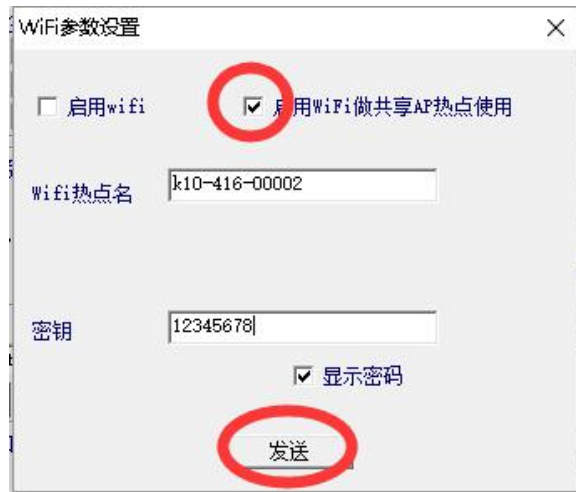 WiFi参数设置
启用wifi
启用WiFi做共享AP热点使用
Wifi热点名
k10-416-00002
密钥
12345678
显示密码
发送